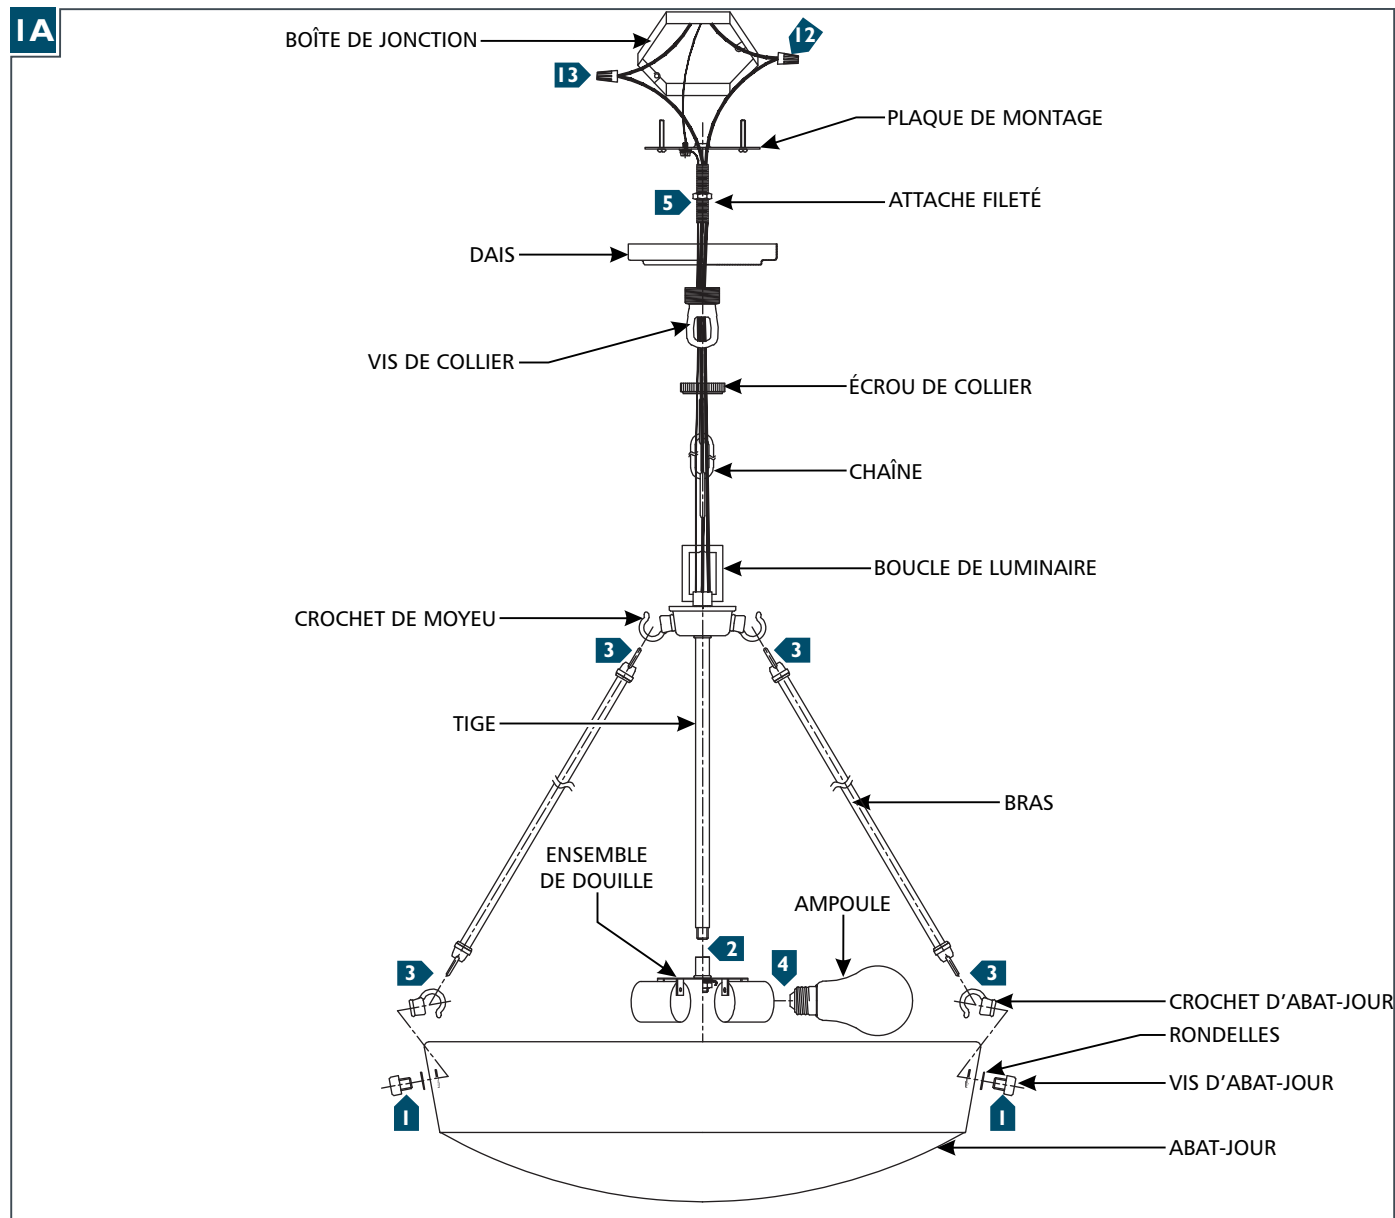 1A
BOÎTE DE JONCTION
12
13
PLAQUE DE MONTAGE
5
ATTACHE FILETÉ
DAIS
VIS DE COLLIER
ÉCROU DE COLLIER
CHAÎNE
BOUCLE DE LUMINAIRE
CROCHET DE MOYEU
3
3
TIGE
BRAS
ENSEMBLE
DE DOUILLE
AMPOULE
2
4
3
3
CROCHET D'ABAT-JOUR
RONDELLES
VIS D'ABAT-JOUR
1
1
ABAT-JOUR